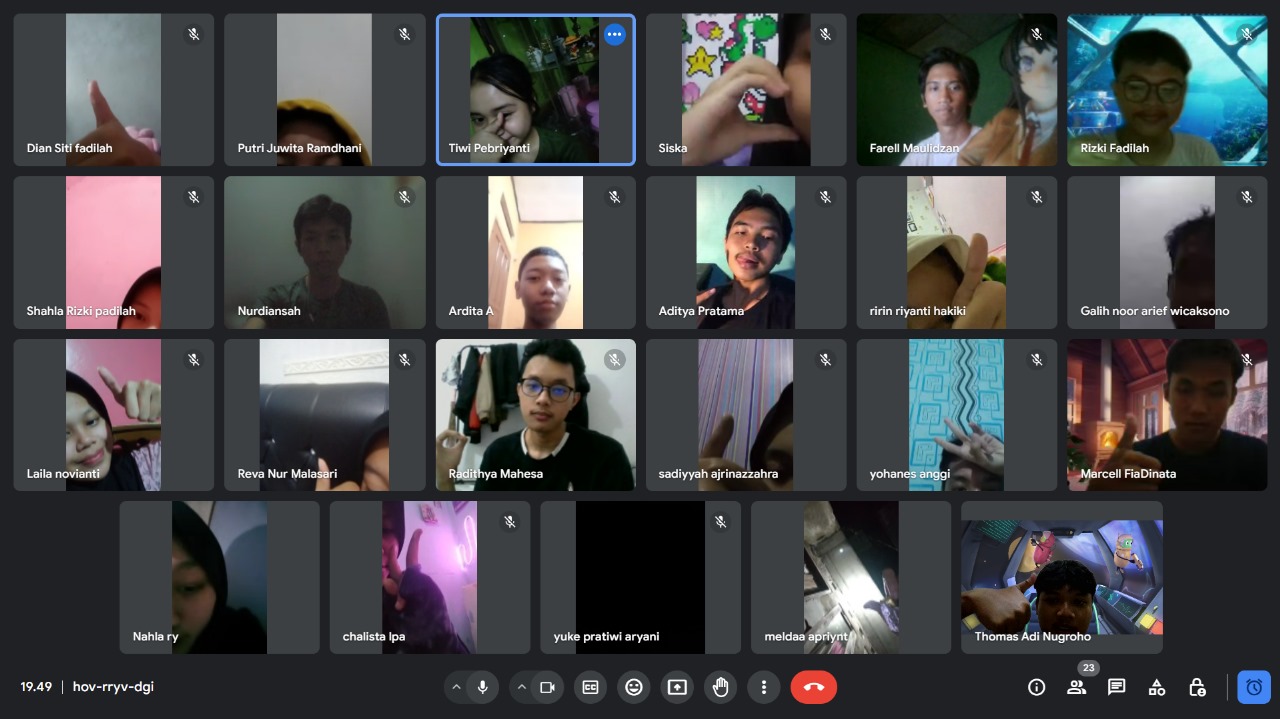 Dian Siti fadilah
Putri Juwita Ramdhani
Tiwi Pebriyanti
Siska
Farell Maulidzan
Rizki Fadilah
Shahla Rizki padilah
Nurdiansah
Ardita A
Aditya Pratama
ririn riyanti hakiki
Galih noor arief wicaksono
Laila novianti
Reva Nur Malasari
Radithya Mahesa
sadiyyah ajrinazzahra
yohanes anggi
Marcell FiaDinata
Nahla ry
chalista lpa
yuke pratiwi aryani
meldaa apriynt
Thomas Adi Nugroho
19.49 | hov-rryv-dgi
CC
23